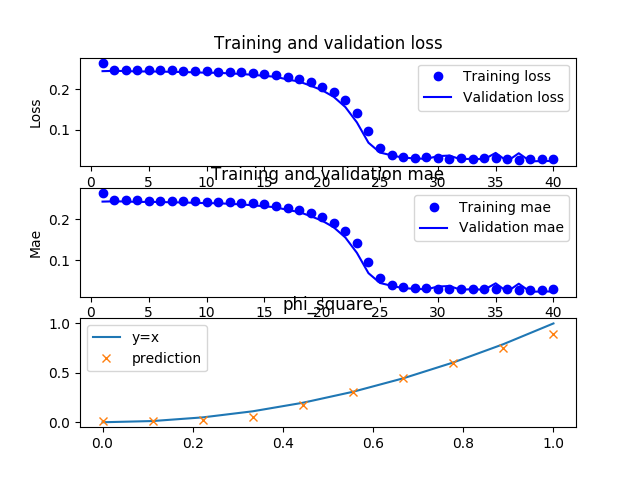 Training and validation loss
Loss
0.2
0.1
Training loss
Validation loss
0 5 10 15 20 25 30 35 40
Training and validation mae
Mae
0.2
0.1
Training mae
Validation mae
0 5 10 15 20 25 30 35 40
phi_square
1.0
0.5
0.0
y=x
prediction
0.0 0.2 0.4 0.6 0.8 1.0